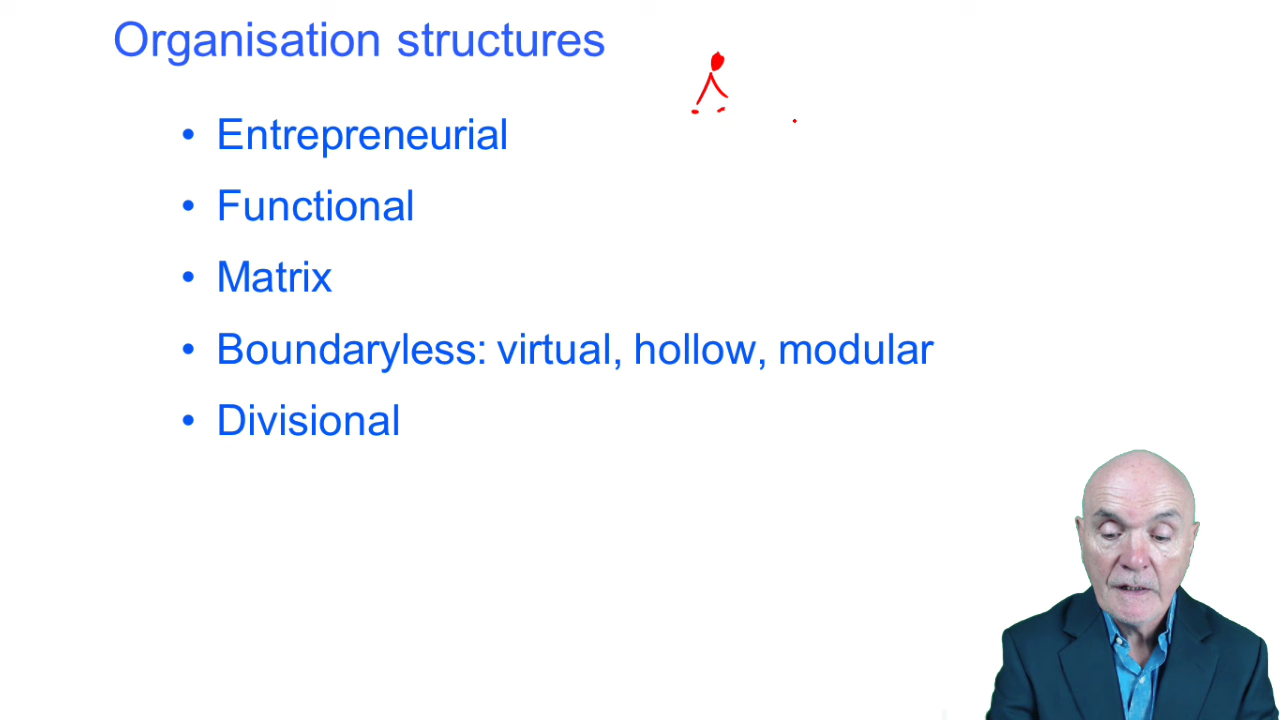 Organisation structures
• Entrepreneurial
• Functional
• Matrix
• Boundaryless: virtual, hollow, modular
• Divisional